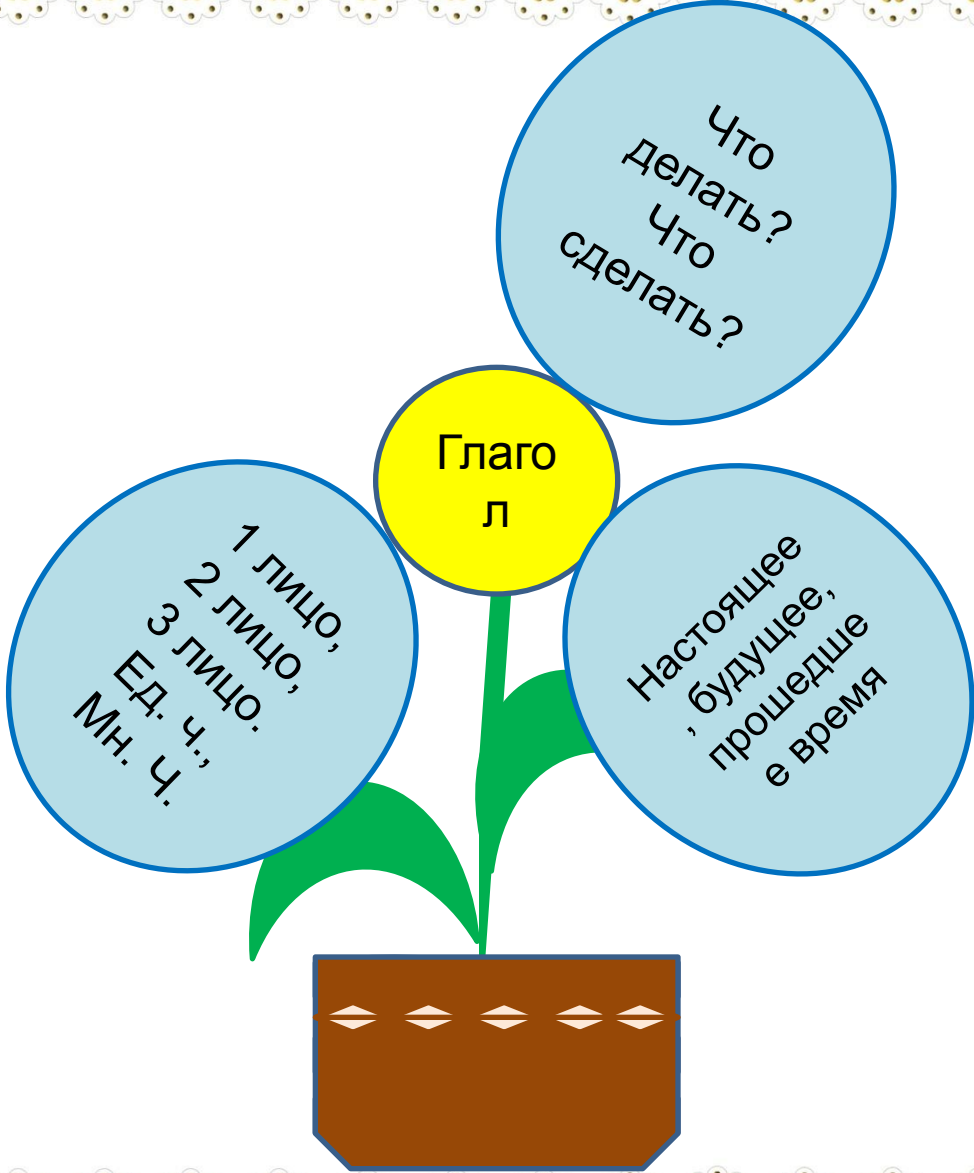 Что
делать?
Что
сделать?
Глаго
л
1 лицо,
2 лицо,
3 лицо.
Ед. ч.,
Мн. Ч.
Настоящее
, будущее,
прошедше
е время